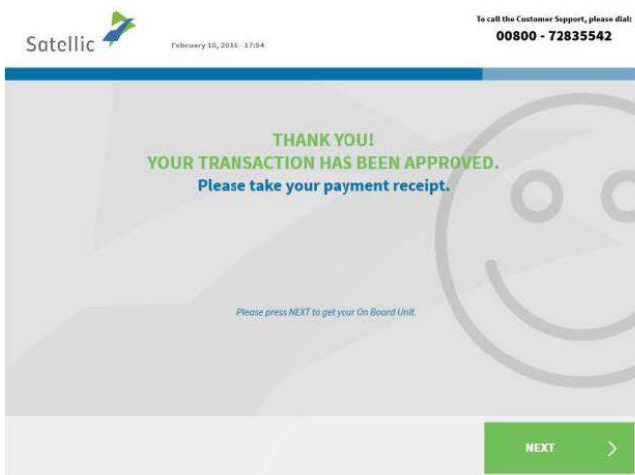 Satellic
February 10, 2016 - 17:54
To call the Customer Support, please dial:
00800 - 72835542
THANK YOU!
YOUR TRANSACTION HAS BEEN APPROVED.
Please take your payment receipt.
Please press NEXT to get your On Board Unit.
NEXT